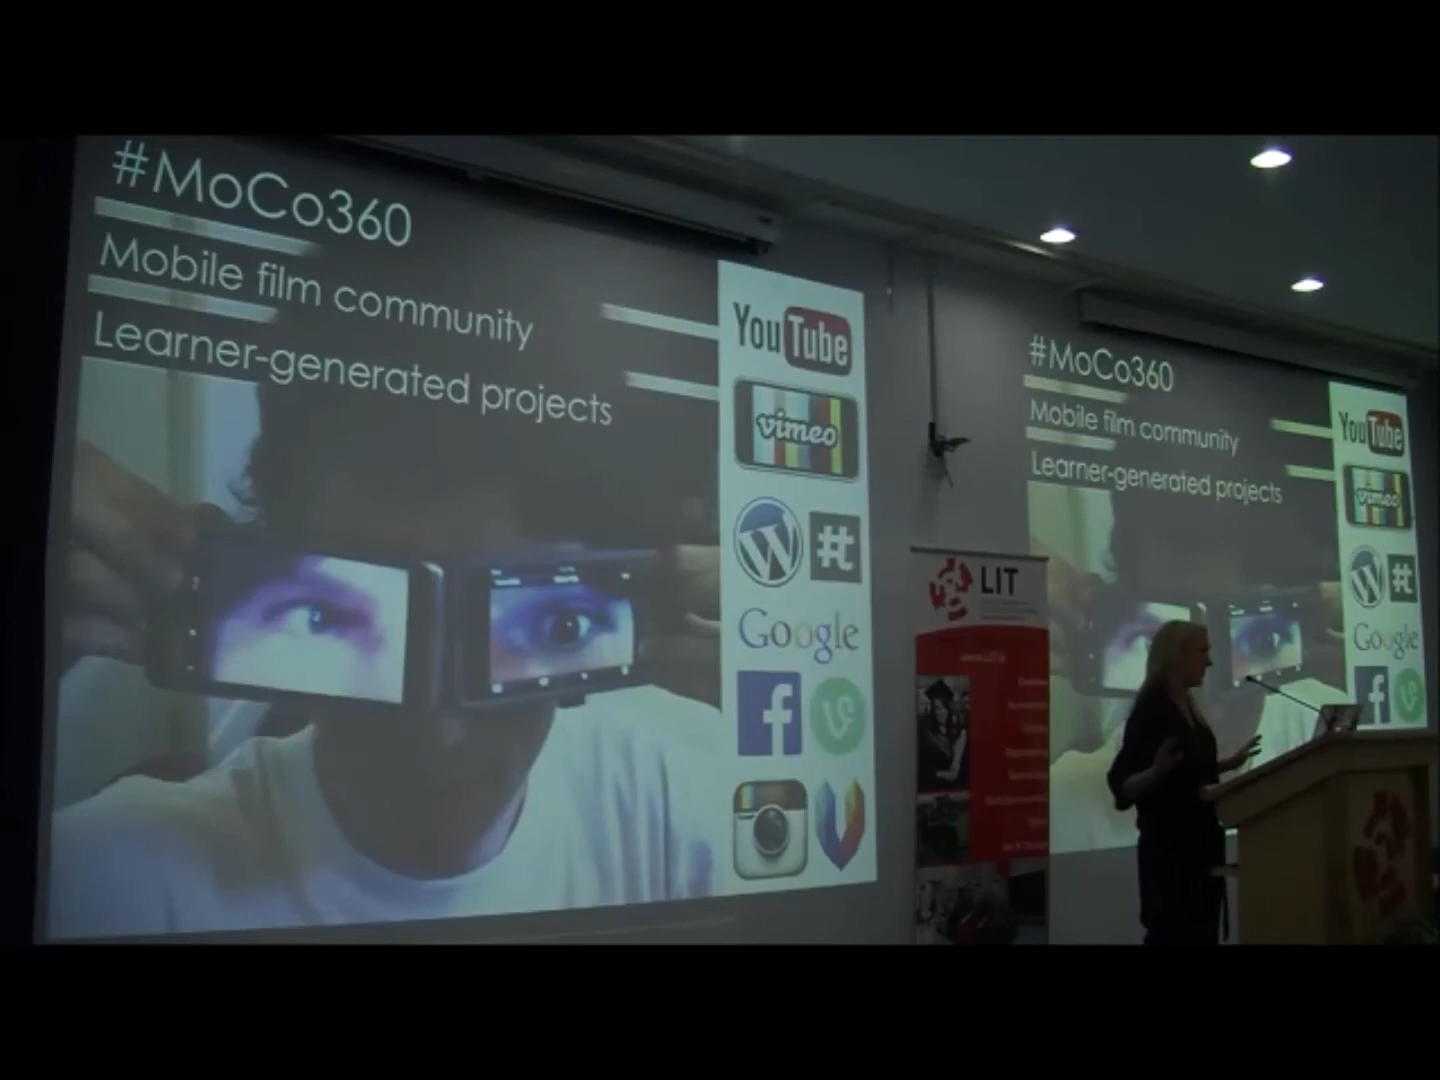 #MoCo360
Mobile film community
Learner-generated projects
YouTube
vimeo
W
#t
Google
f
V
#MoCo360
Mobile film community
Learner-generated projects
YouTube
vimeo
W
#t
Google
f
V
LIT